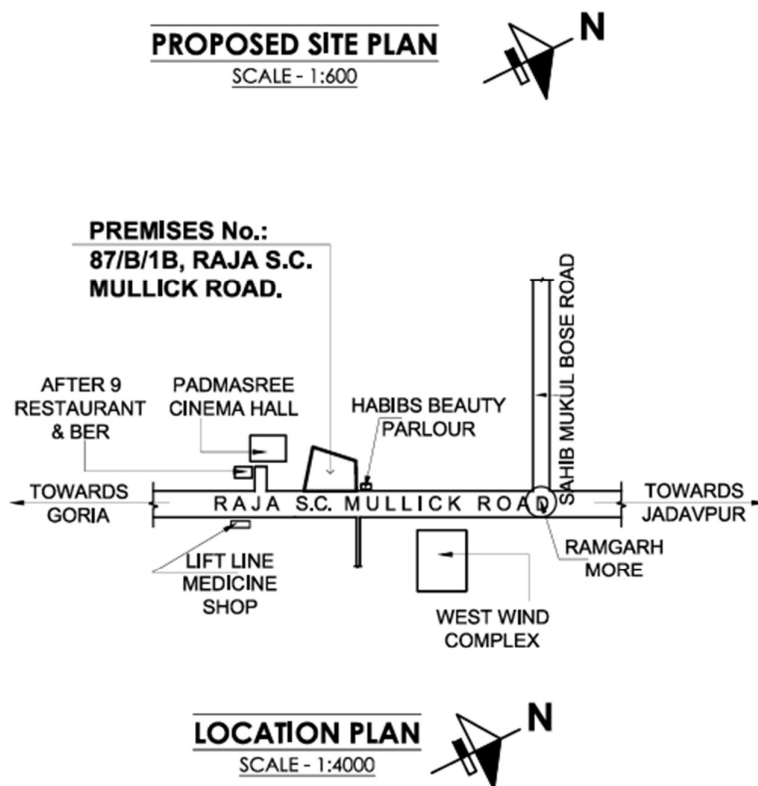 PROPOSED SITE PLAN
SCALE - 1:600
N
PREMISES No.:
87/B/1B, RAJA S.C.
MULLICK ROAD.
SAHIB MUKUL BOSE ROAD
AFTER 9
RESTAURANT
& BER
PADMASREE
CINEMA HALL
HABIBS BEAUTY
PARLOUR
TOWARDS
GORIA
RAJA S.C. MULLICK ROAD
TOWARDS
JADAVPUR
LIFT LINE
MEDICINE
SHOP
RAMGARH
MORE
WEST WIND
COMPLEX
LOCATION PLAN
SCALE - 1:4000
N